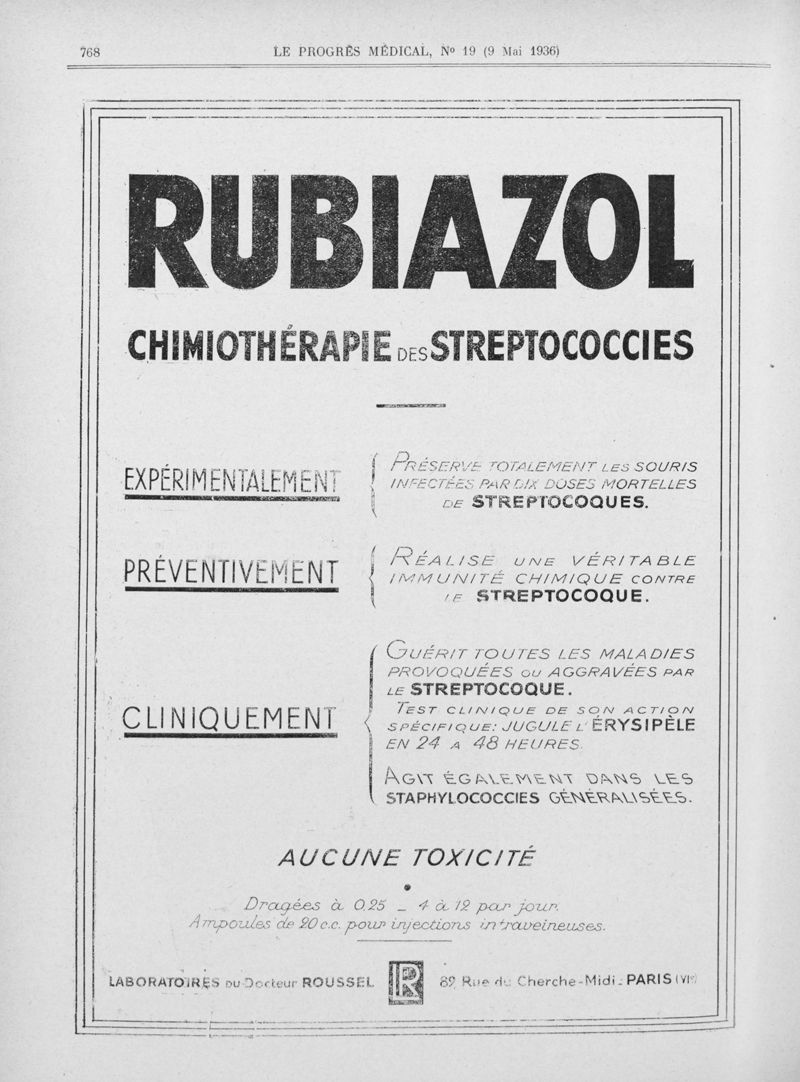 768
LE PROGRÈS MÉDICAL, No 19 (9 Mai 1936)
RUBIAZOL
CHIMIOTHÉRAPIE DES STREPTOCOCCIES
EXPÉRIMENTALEMENT
PRÉSERVE TOTALEMENT LES SOURIS
INFECTÉES PAR DIX DOSES MORTELLES
DE STREPTOCOQUES.
PRÉVENTIVEMENT
RÉALISE UNE VÉRITABLE
IMMUNITÉ CHIMIQUE CONTRE
LE STREPTOCOQUE.
CLINIQUEMENT
GUÉRIT TOUTES LES MALADIES
PROVOQUÉES OU AGGRAVÉES PAR
LE STREPTOCOQUE.
TEST CLINIQUE DE SON ACTION
SPÉCIFIQUE: JUGULE L'ÉRYSIPÈLE
EN 24 A 48 HEURES.
AGIT ÉGALEMENT DANS LES
STAPHYLOCOCCIES GÉNÉRALISÉES.
AUCUNE TOXICITÉ
Dragées à 0.25 _ 4 à 12 par jour.
Ampoules de 20 c.c. pour injections intraveineuses.
LABORATOIRES DU Docteur ROUSSEL
R
89 Rue du Cherche-Midi - PARIS (VIe)